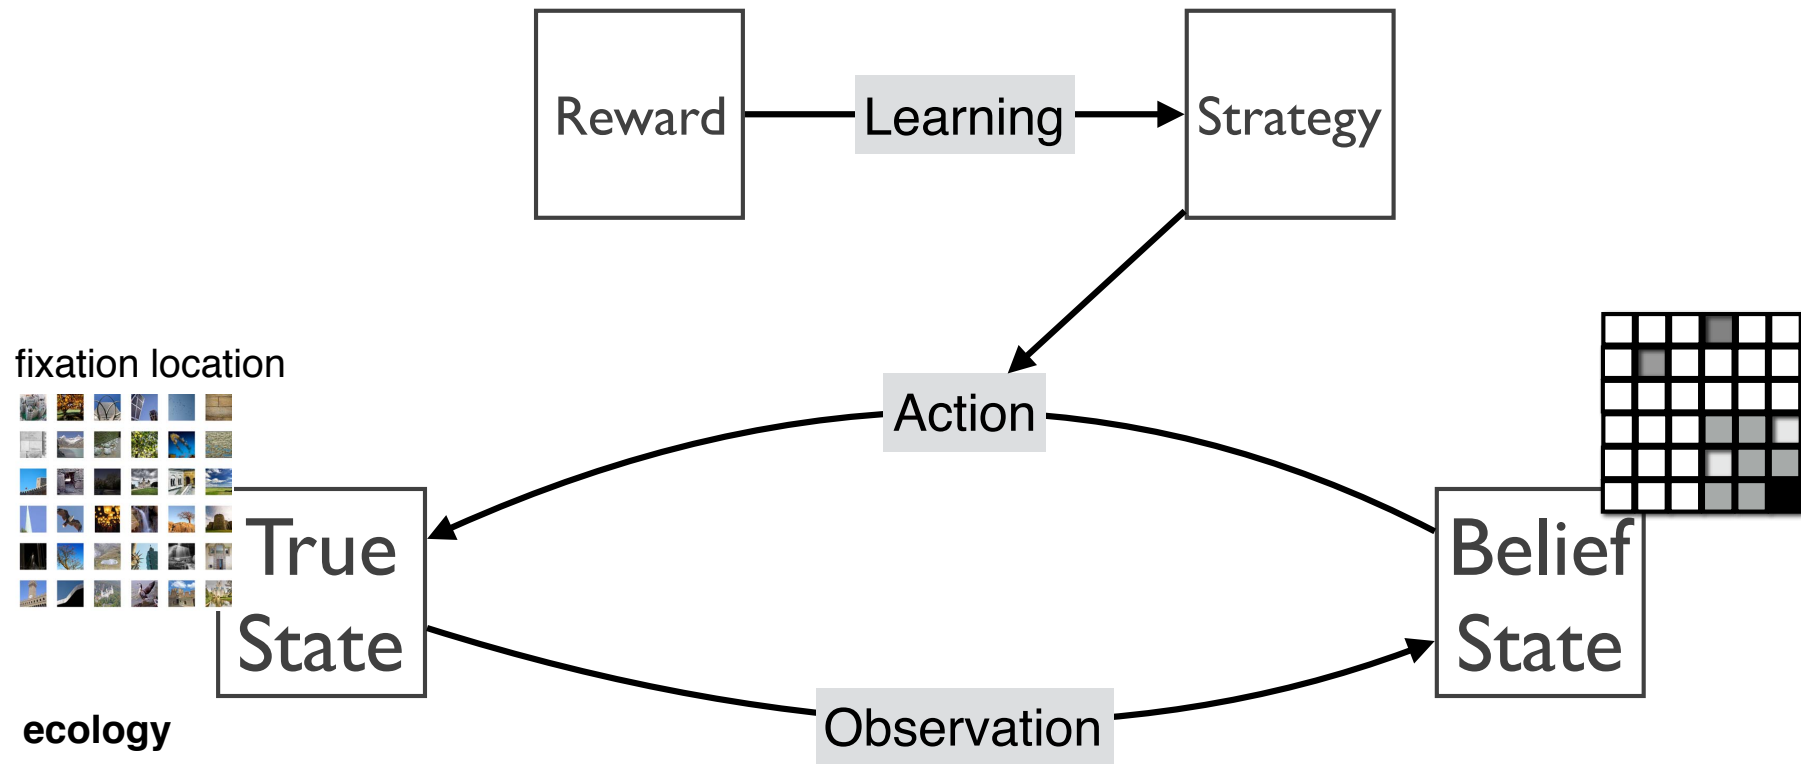 Reward
Learning
Strategy
fixation location
Action
True
State
Belief
State
ecology
Observation